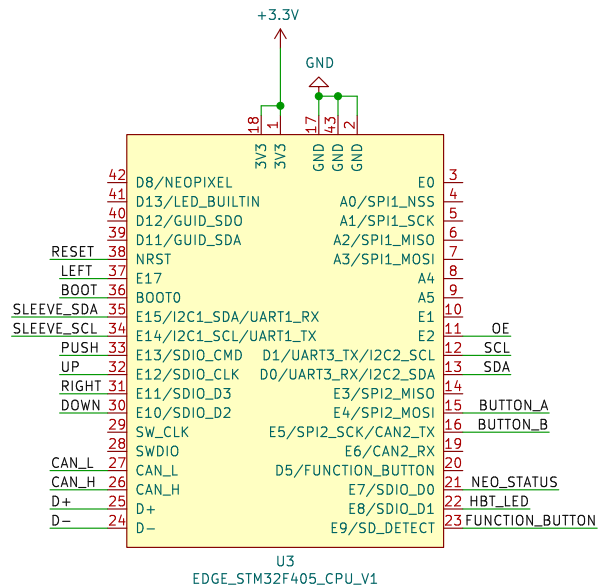 +3.3V
GND
18 1 17 43 2
3V3 3V3 GND GND GND
42 D8/NEOPIXEL E0 3
41 D13/LED_BUILTIN A0/SPI1_NSS 4
40 D12/GUID_SDO A1/SPI1_SCK 5
39 D11/GUID_SDA A2/SPI1_MISO 6
RESET 38 NRST A3/SPI1_MOSI 7
LEFT 37 E17 A4 8
BOOT 36 BOOT0 A5 9
SLEEVE_SDA 35 E15/I2C1_SDA/UART1_RX E1 10
SLEEVE_SCL 34 E14/I2C1_SCL/UART1_TX E2 11 OE
PUSH 33 E13/SDIO_CMD D1/UART3_TX/I2C2_SCL 12 SCL
UP 32 E12/SDIO_CLK D0/UART3_RX/I2C2_SDA 13 SDA
RIGHT 31 E11/SDIO_D3 E3/SPI2_MISO 14
DOWN 30 E10/SDIO_D2 E4/SPI2_MOSI 15 BUTTON_A
29 SW_CLK E5/SPI2_SCK/CAN2_TX 16 BUTTON_B
28 SWDIO E6/CAN2_RX 19
CAN_L 27 CAN_L D5/FUNCTION_BUTTON 20
CAN_H 26 CAN_H E7/SDIO_D0 21 NEO_STATUS
D+ 25 D+ E8/SDIO_D1 22 HBT_LED
D- 24 D- E9/SD_DETECT 23 FUNCTION_BUTTON
U3
EDGE_STM32F405_CPU_V1